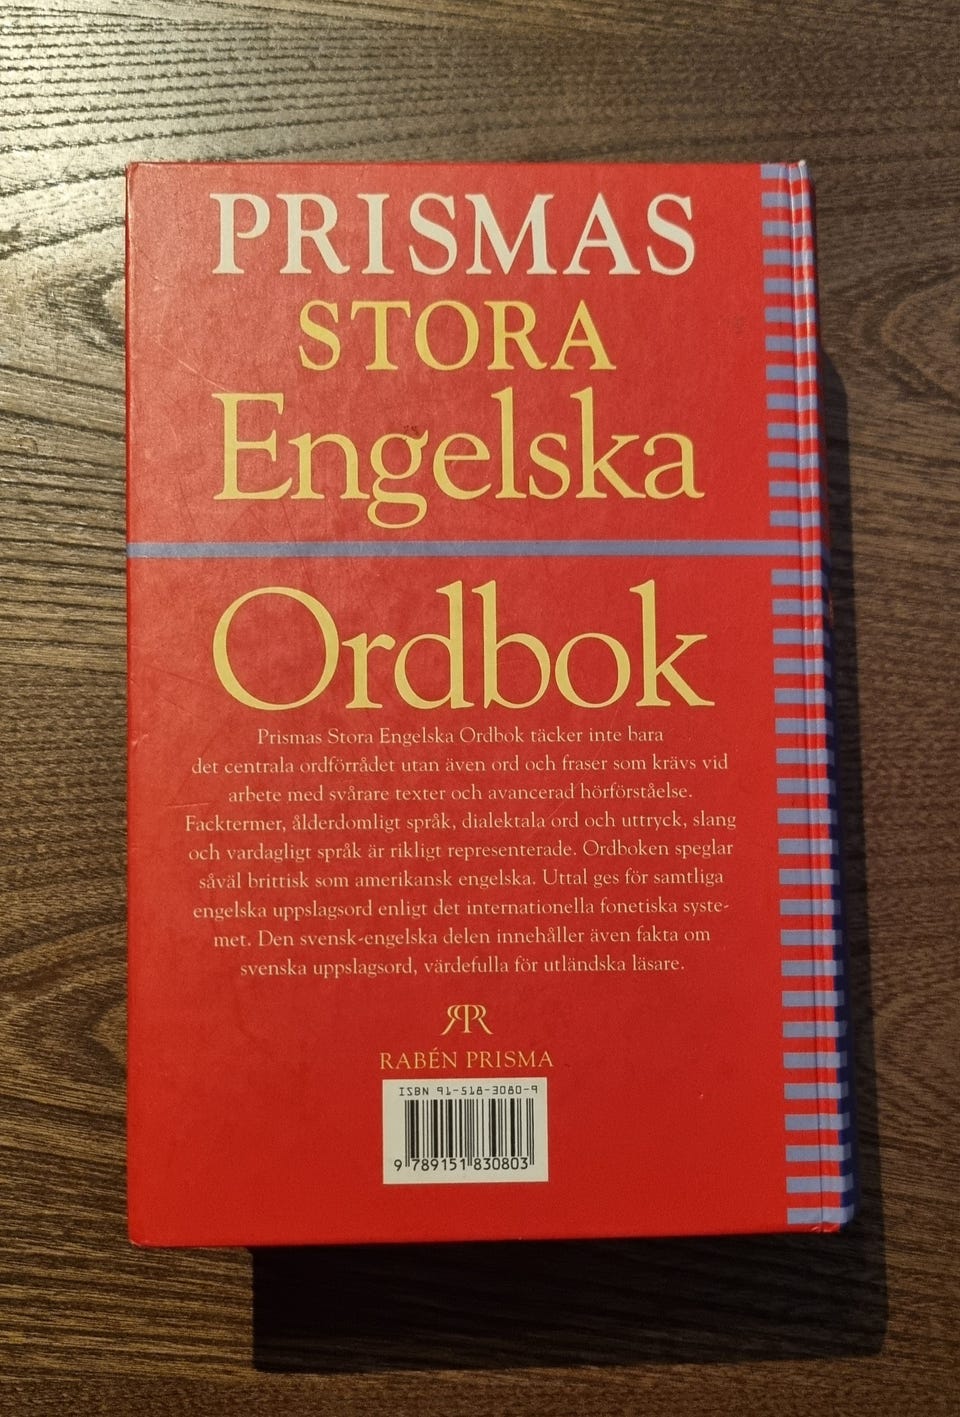 PRISMAS
STORA
Engelska
Ordbok
Prismas Stora Engelska Ordbok täcker inte bara
det centrala ordförrådet utan även ord och fraser som krävs vid
arbete med svårare texter och avancerad hörförståelse.
Facktermer, ålderdomligt språk, dialektala ord och uttryck, slang
och vardagligt språk är rikligt representerade. Ordboken speglar
såväl brittisk som amerikansk engelska. Uttal ges för samtliga
engelska uppslagsord enligt det internationella fonetiska syste-
met. Den svensk-engelska delen innehåller även fakta om
svenska uppslagsord, värdefulla för utländska läsare.
RPR
RABÉN PRISMA
ISBN 91-518-3080-9
9 789151 830803